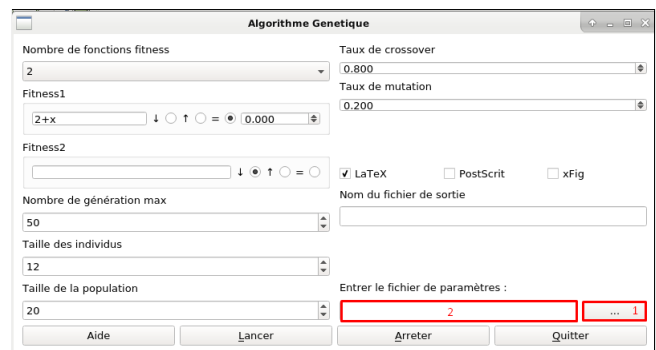 Algorithme Genetique
Nombre de fonctions fitness
2
Fitness1
2+x ↓ ↑ = 0.000
Fitness2
↓ ↑ =
Nombre de génération max
50
Taille des individus
12
Taille de la population
20
Taux de crossover
0.800
Taux de mutation
0.200
LaTeX PostScrit xFig
Nom du fichier de sortie
Entrer le fichier de paramètres :
2 ... 1
Aide Lancer Arreter Quitter